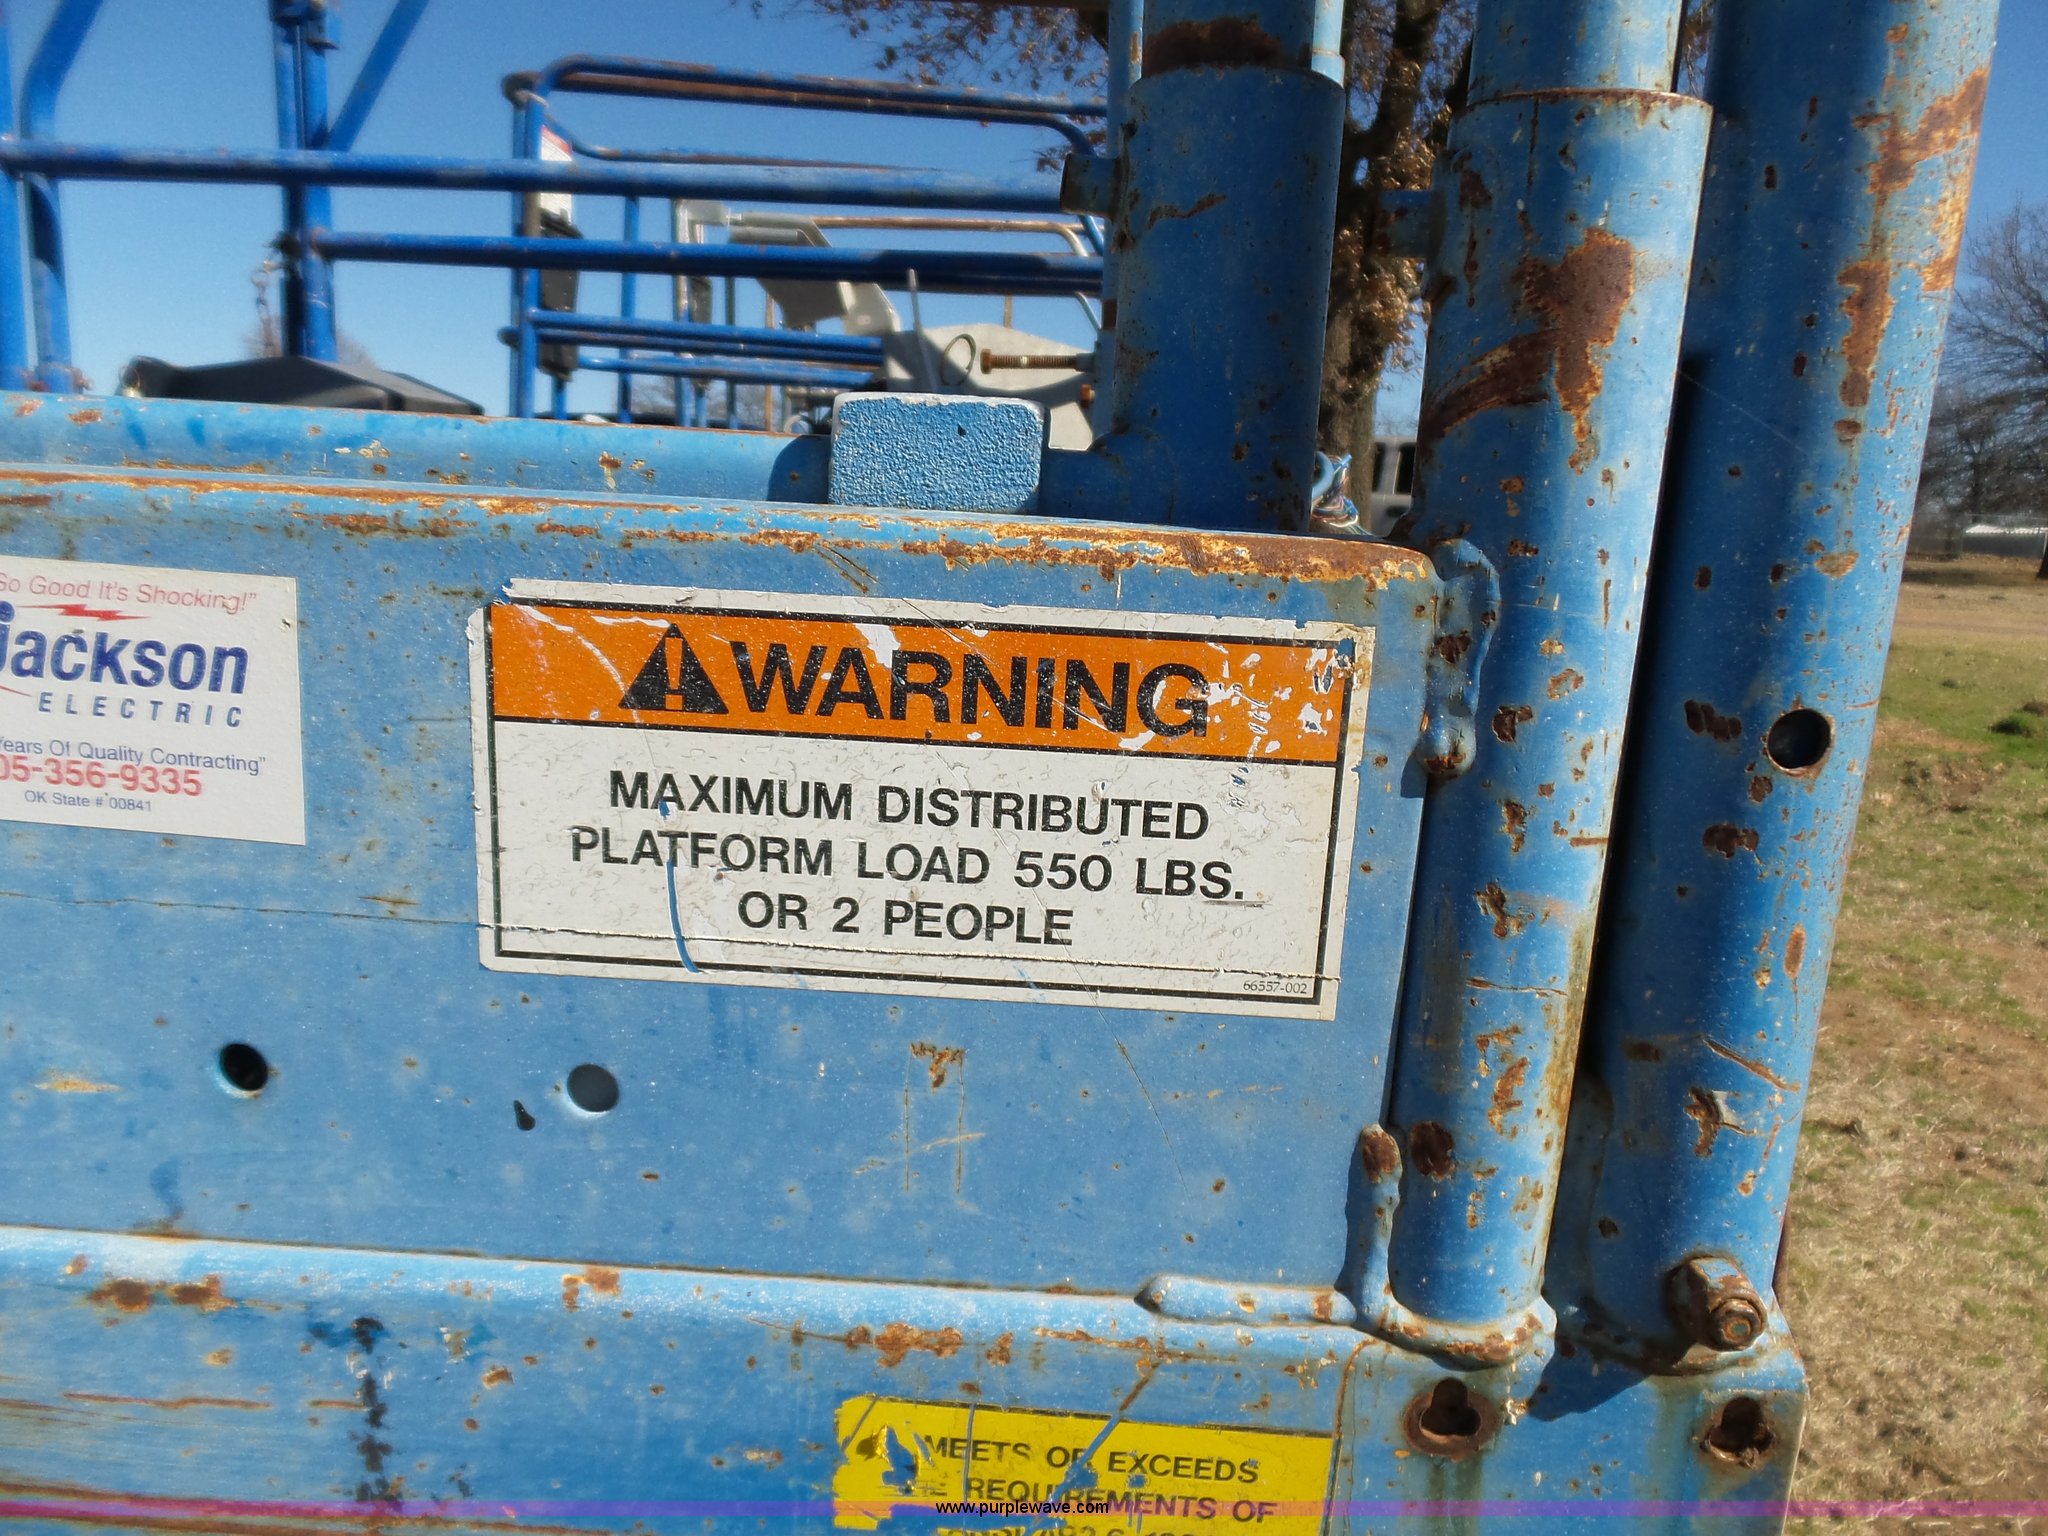 So Good It's Shocking!"
jackson
ELECTRIC
Years Of Quality Contracting"
05-356-9335
OK State # 00841
WARNING
MAXIMUM DISTRIBUTED
PLATFORM LOAD 550 LBS.
OR 2 PEOPLE
66557-002
MEETS OR EXCEEDS
REQUIREMENTS OF
www.purplewave.com